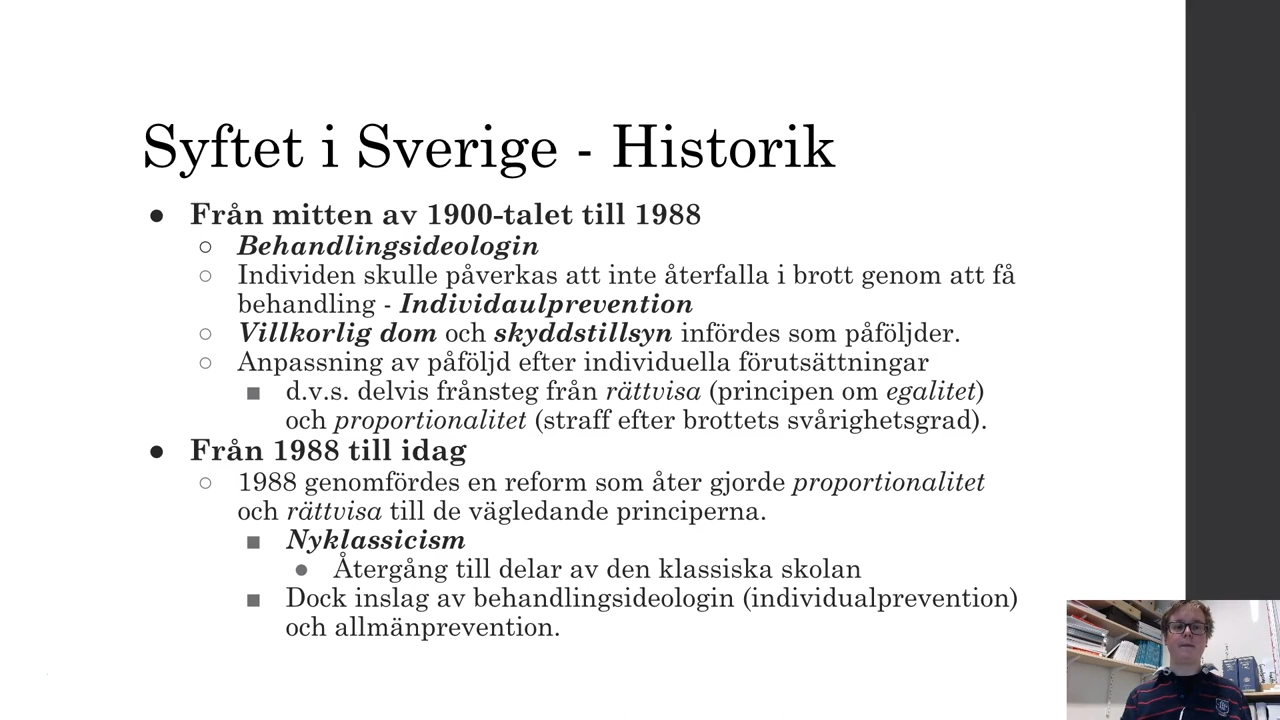 Syftet i Sverige - Historik
● Från mitten av 1900-talet till 1988
○ Behandlingsideologin
○ Individen skulle påverkas att inte återfalla i brott genom att få
behandling - Individaulprevention
○ Villkorlig dom och skyddstillsyn infördes som påföljder.
○ Anpassning av påföljd efter individuella förutsättningar
■ d.v.s. delvis frånsteg från rättvisa (principen om egalitet)
och proportionalitet (straff efter brottets svårighetsgrad).
● Från 1988 till idag
○ 1988 genomfördes en reform som åter gjorde proportionalitet
och rättvisa till de vägledande principerna.
■ Nyklassicism
● Återgång till delar av den klassiska skolan
■ Dock inslag av behandlingsideologin (individualprevention)
och allmänprevention.